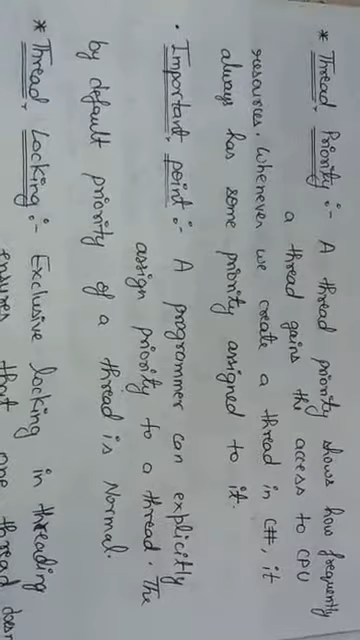 * Thread Priority :- A thread priority shows how frequently
a thread gains the access to CPU
resources. Whenever we create a thread in C#, it
always has some priority assigned to it.
. Important point :- A programmer can explicitly
assign priority to a thread. The
by default priority of a thread is Normal.
* Thread Locking :- Exclusive locking in threading
ensures that one thread does